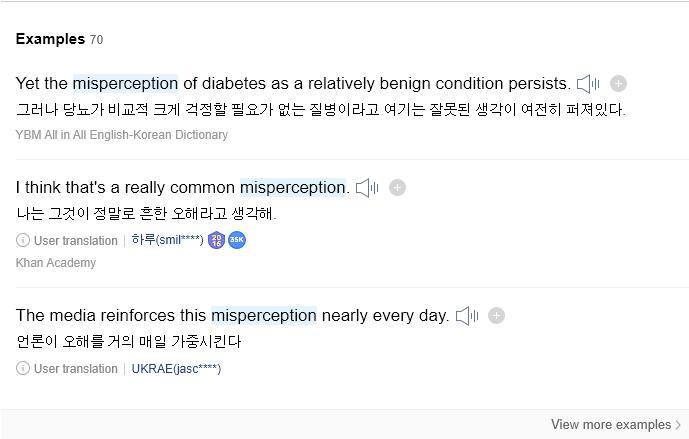 Examples 70
Yet the misperception of diabetes as a relatively benign condition persists.
그러나 당뇨가 비교적 크게 걱정할 필요가 없는 질병이라고 여기는 잘못된 생각이 여전히 퍼져있다.
YBM All in All English-Korean Dictionary
I think that's a really common misperception.
나는 그것이 정말로 흔한 오해라고 생각해.
User translation | 하루(smil****) 2016 35K
Khan Academy
The media reinforces this misperception nearly every day.
언론이 오해를 거의 매일 가중시킨다
User translation | UKRAE(jasc****)
View more examples >